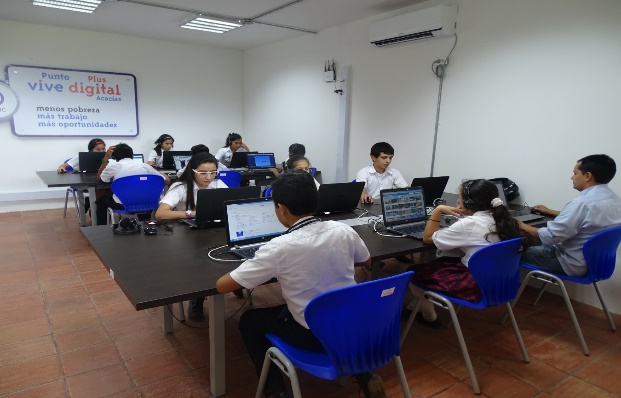 Punto Plus
vive digital
Acacías
menos pobreza
más trabajo
más oportunidades